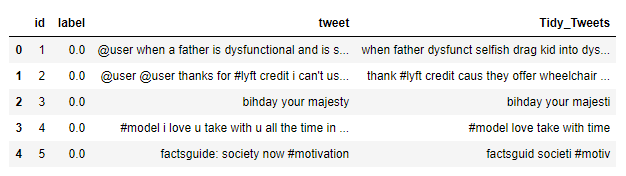 id label tweet Tidy_Tweets
0 1 0.0 @user when a father is dysfunctional and is s... when father dysfunct selfish drag kid into dys...
1 2 0.0 @user @user thanks for #lyft credit i can't us... thank #lyft credit caus they offer wheelchair ...
2 3 0.0 bihday your majesty bihday your majesti
3 4 0.0 #model i love u take with u all the time in ... #model love take with time
4 5 0.0 factsguide: society now #motivation factsguid societi #motiv